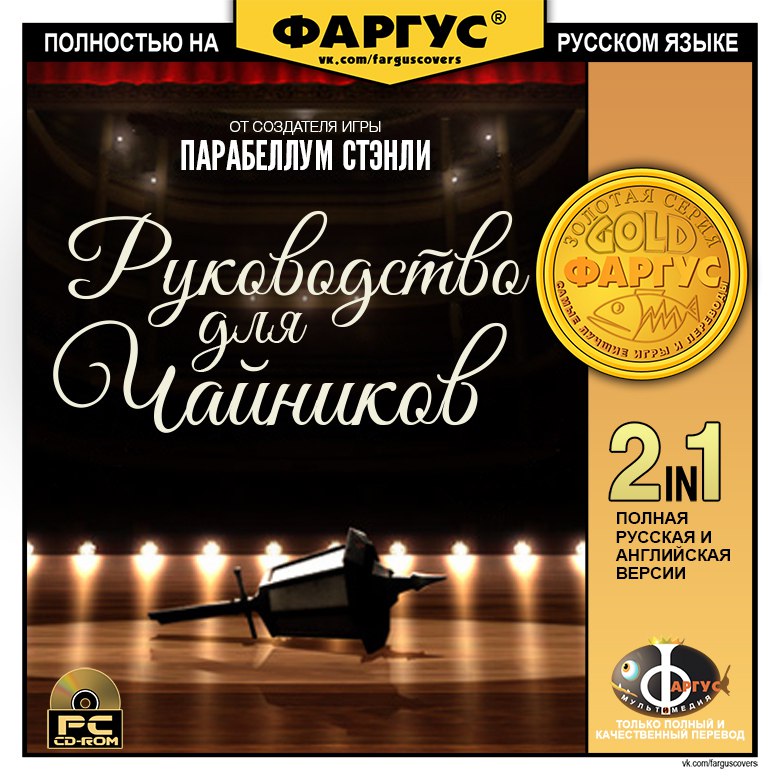 ПОЛНОСТЬЮ НА
ФАРГУС®
vk.com/farguscovers
РУССКОМ ЯЗЫКЕ
ОТ СОЗДАТЕЛЯ ИГРЫ
ПАРАБЕЛЛУМ СТЭНЛИ
Руководство
для
Чайников
ЗОЛОТАЯ СЕРИЯ
GOLD
ФАРГУС
САМЫЕ ЛУЧШИЕ ИГРЫ И ПЕРЕВОДЫ
2IN1
ПОЛНАЯ
РУССКАЯ И
АНГЛИЙСКАЯ
ВЕРСИИ
ФАРГУС
МУЛЬТИМЕДИЯ
ТОЛЬКО ПОЛНЫЙ И
КАЧЕСТВЕННЫЙ ПЕРЕВОД
PC
CD-ROM
vk.com/farguscovers